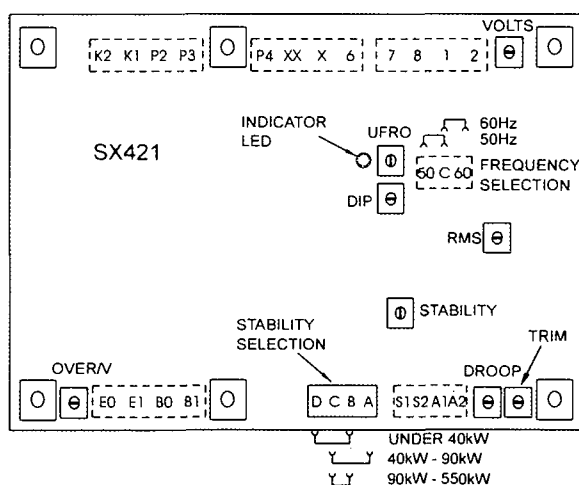 VOLTS
K2 K1 P2 P3 P4 XX X 6 7 8 1 2
INDICATOR
LED
UFRO
60Hz
50Hz
SX421
50 C 60
FREQUENCY
SELECTION
DIP
RMS
STABILITY
STABILITY
SELECTION
TRIM
OVER/V
DROOP
E0 E1 B0 B1
D C B A
S1 S2 A1 A2
UNDER 40kW
40kW - 90kW
90kW - 550kW